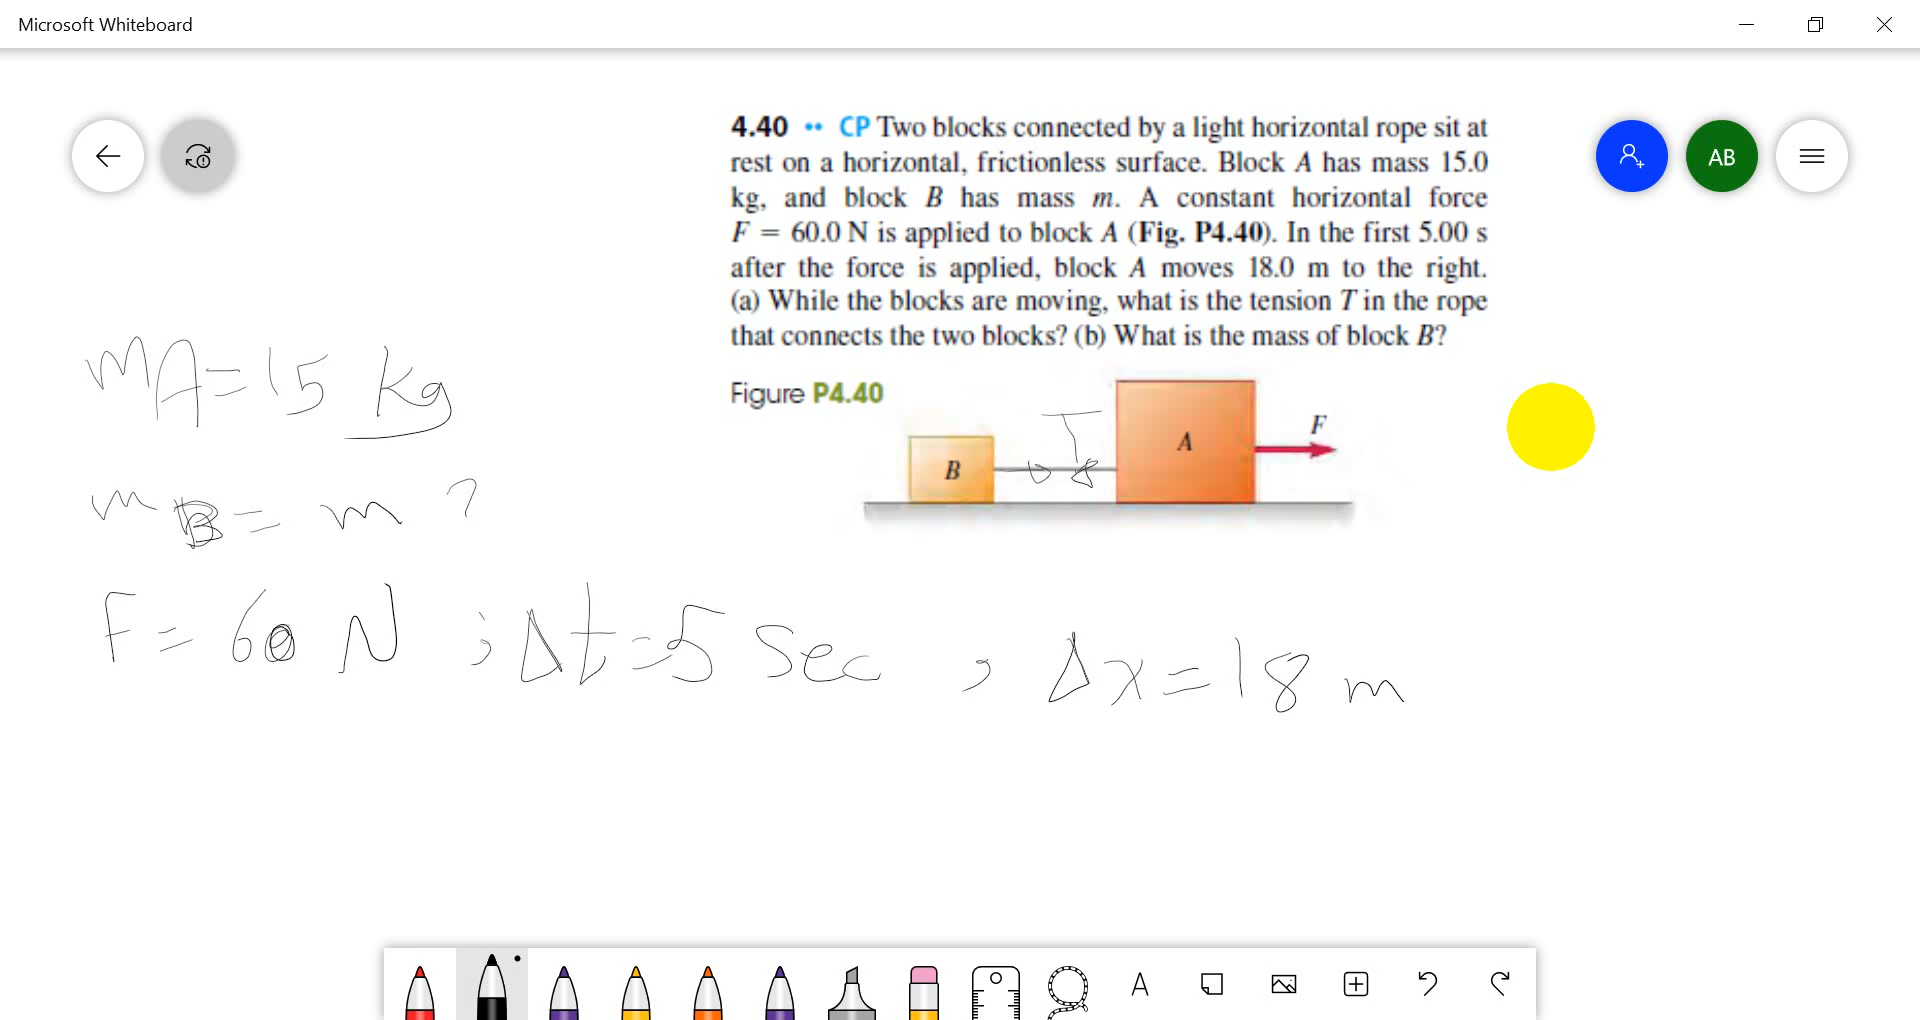 Microsoft Whiteboard
AB
4.40 •• CP Two blocks connected by a light horizontal rope sit at
rest on a horizontal, frictionless surface. Block A has mass 15.0
kg, and block B has mass m. A constant horizontal force
F = 60.0 N is applied to block A (Fig. P4.40). In the first 5.00 s
after the force is applied, block A moves 18.0 m to the right.
(a) While the blocks are moving, what is the tension T in the rope
that connects the two blocks? (b) What is the mass of block B?
Figure P4.40
T
B
A
F
mA = 15 kg
mB = m ?
F = 60 N ; Δt = 5 sec , Δx = 18 m
A